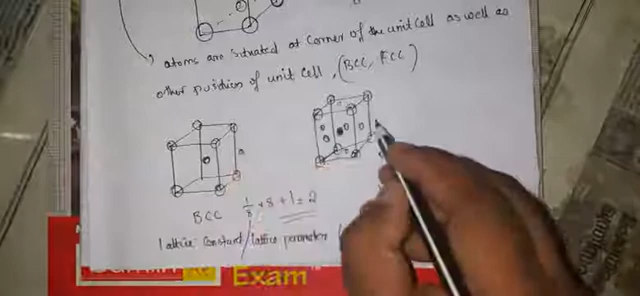 atoms are situated at corner of the unit cell as well as
other position of unit cell, (BCC, FCC)
a
BCC 1/8 × 8 + 1 = 2
lattice constant / lattice parameter
Exam